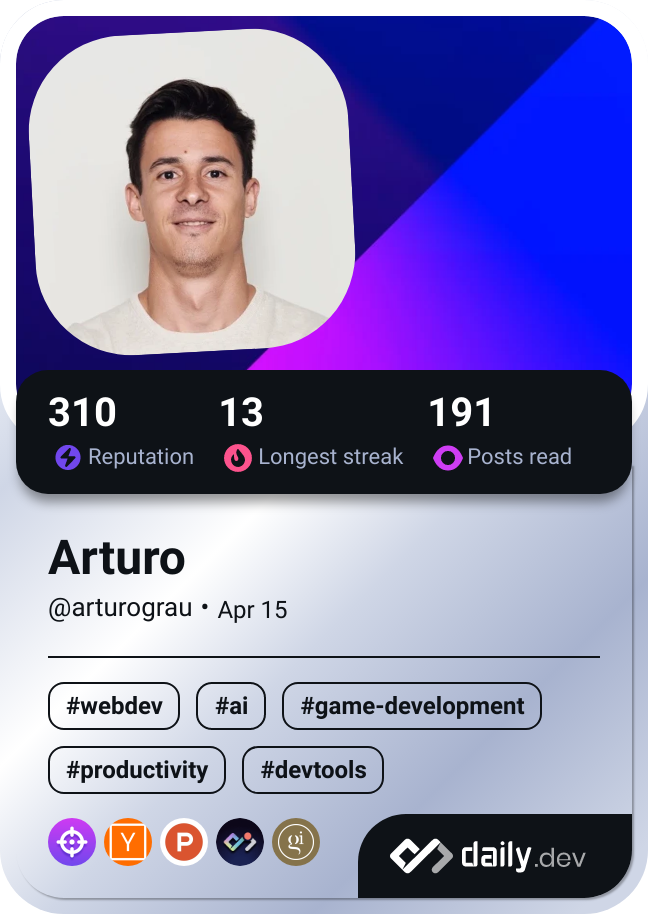 310 13 191
Reputation Longest streak Posts read
Arturo
@arturograu • Apr 15
#webdev #ai #game-development
#productivity #devtools
Y P gi
daily.dev